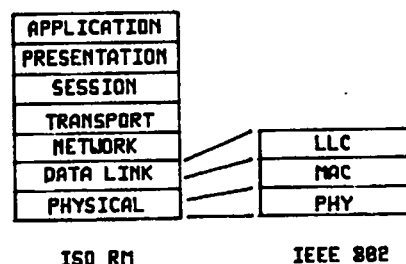 APPLICATION
PRESENTATION
SESSION
TRANSPORT
NETWORK
DATA LINK
PHYSICAL
LLC
MAC
PHY
ISO RM
IEEE 802